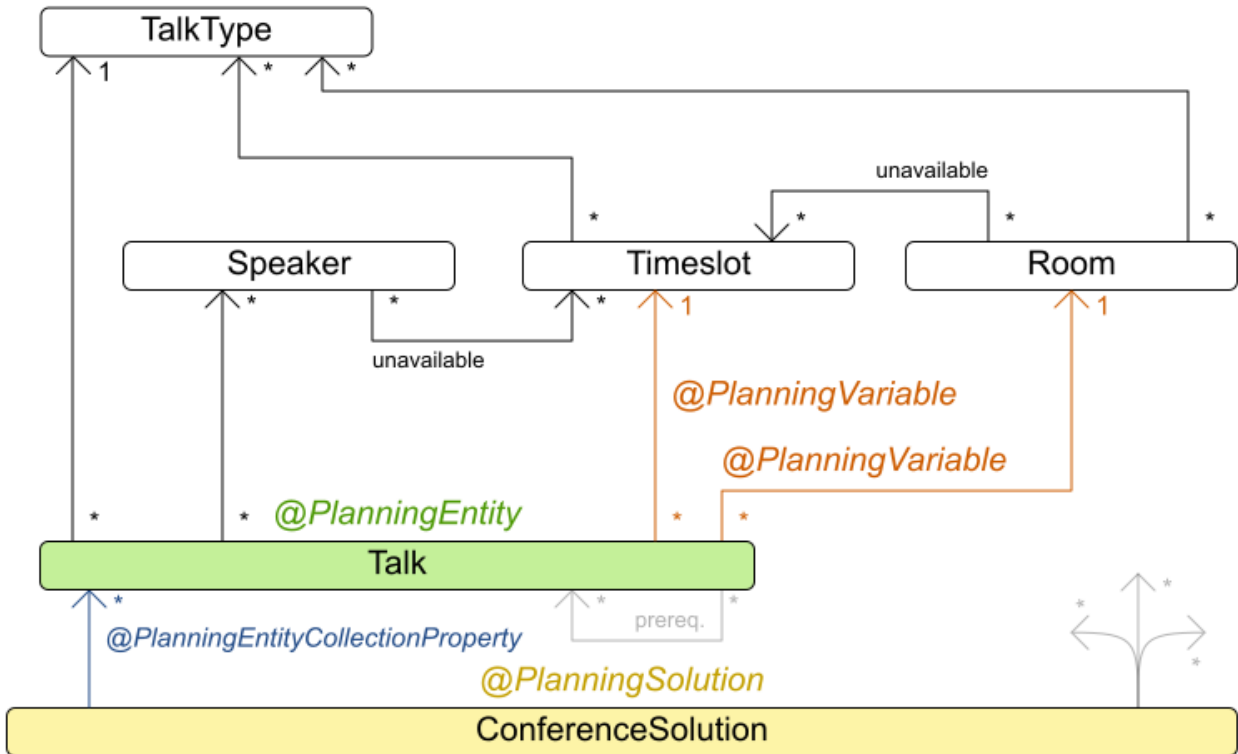 TalkType
1 * *
unavailable
* * * *
Speaker Timeslot Room
* * * 1 1
unavailable
@PlanningVariable
@PlanningVariable
* * @PlanningEntity * *
Talk
* * * *
prereq.
*
@PlanningEntityCollectionProperty
*
@PlanningSolution
ConferenceSolution